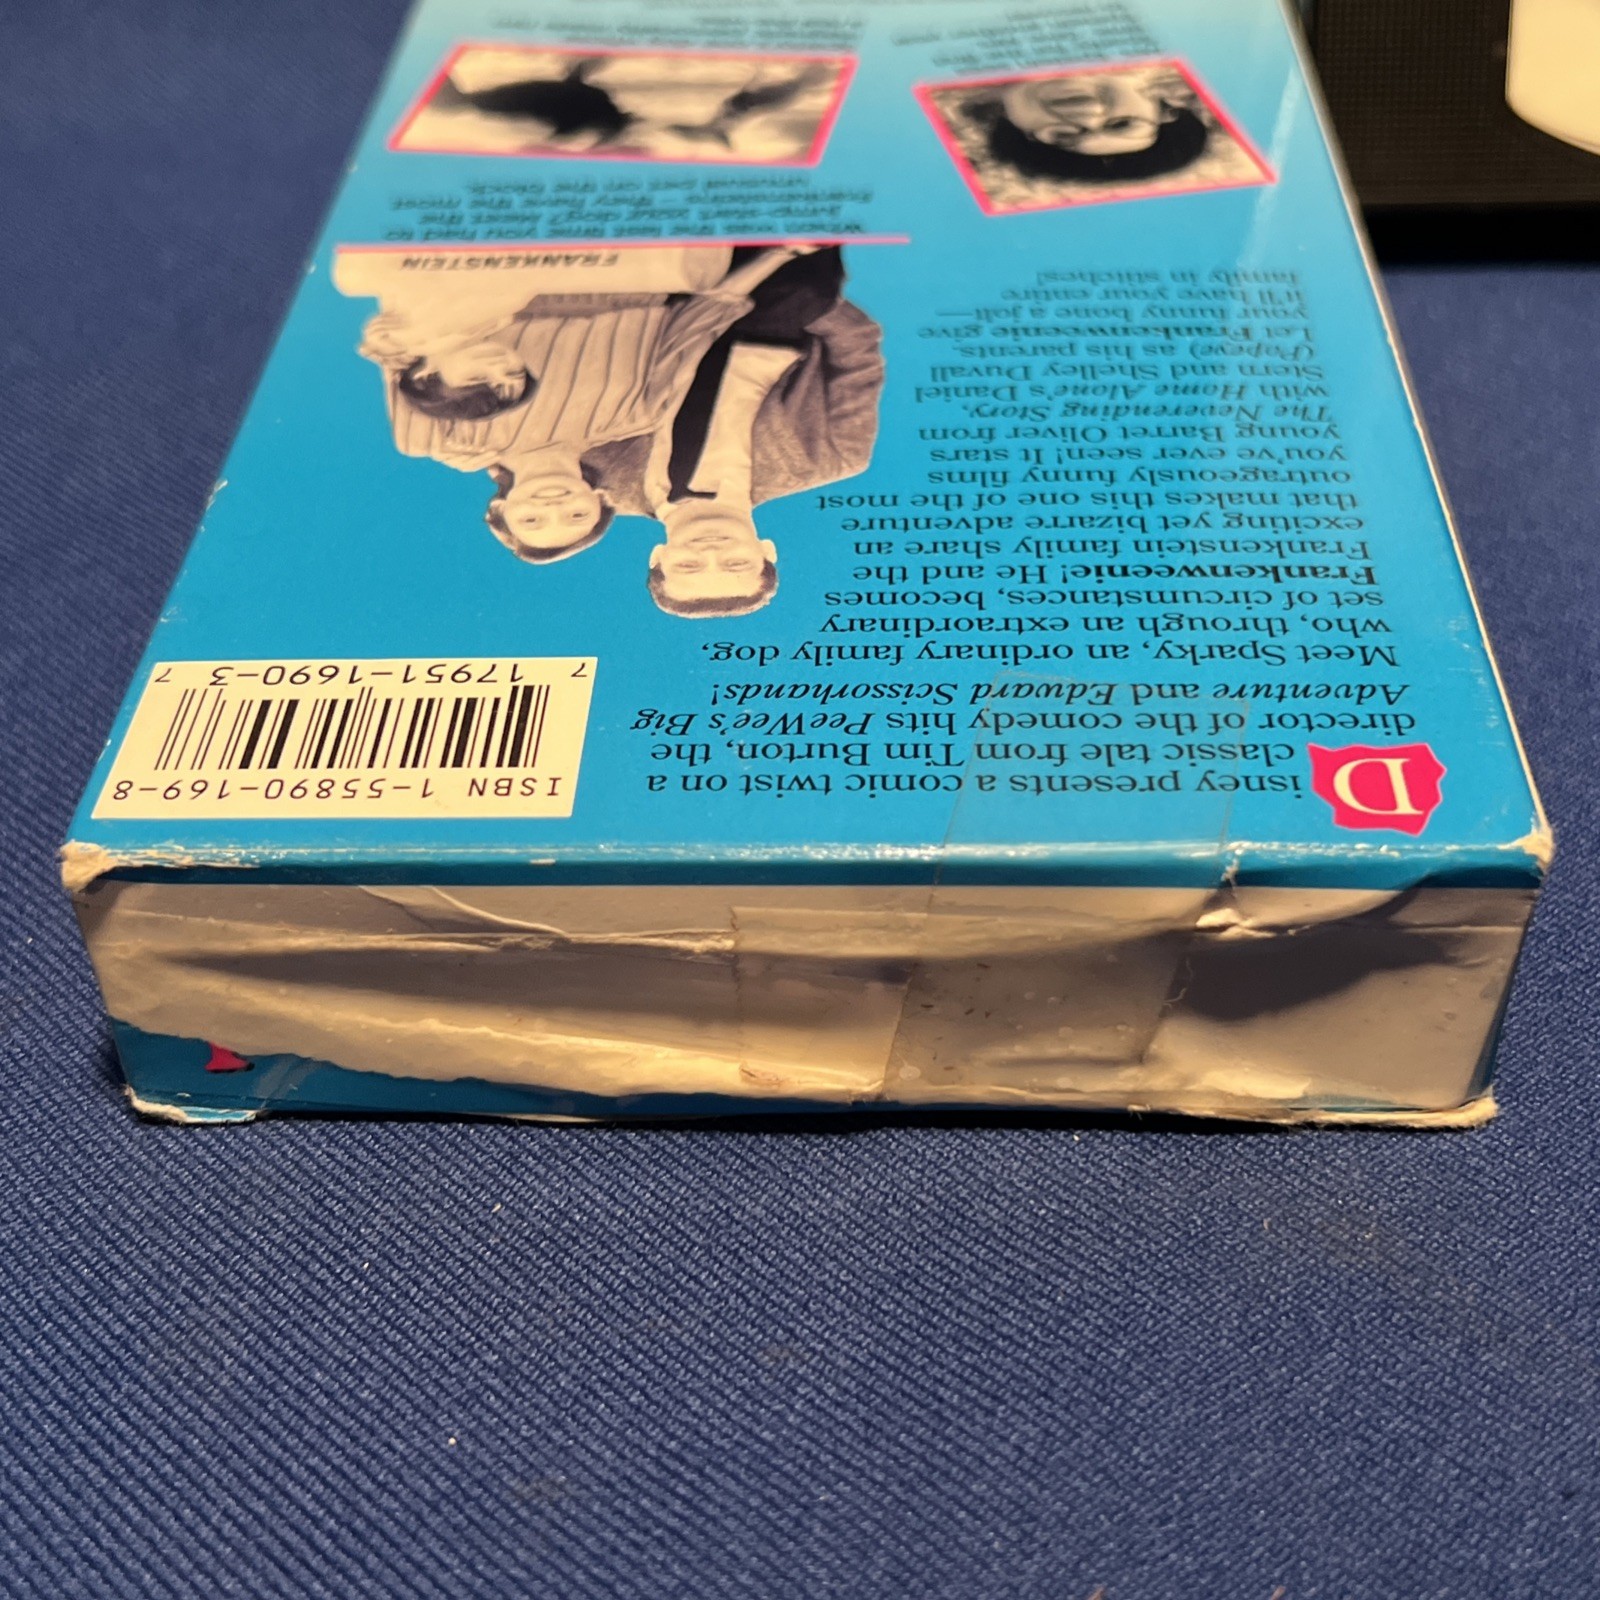 ISBN 1-55890-169-8
7 17951-1690-3 7
Disney presents a comic twist on a
classic tale from Tim Burton, the
director of the comedy hits PeeWee's Big
Adventure and Edward Scissorhands!
Meet Sparky, an ordinary family dog,
who, through an extraordinary
set of circumstances, becomes
Frankenweenie! He and the
Frankenstein family share an
exciting yet bizarre adventure
that makes this one of the most
outrageously funny films
you've ever seen! It stars
young Barret Oliver from
The Neverending Story,
with Home Alone's Daniel
Stern and Shelley Duvall
(Popeye) as his parents.
Let Frankenweenie give
your funny bone a jolt—
it'll have your entire
family in stitches!
FRANKENSTEIN
When was the last time you had to
jump-start your dog? Meet the
Frankensteins – they have the most
unusual pet on the block.